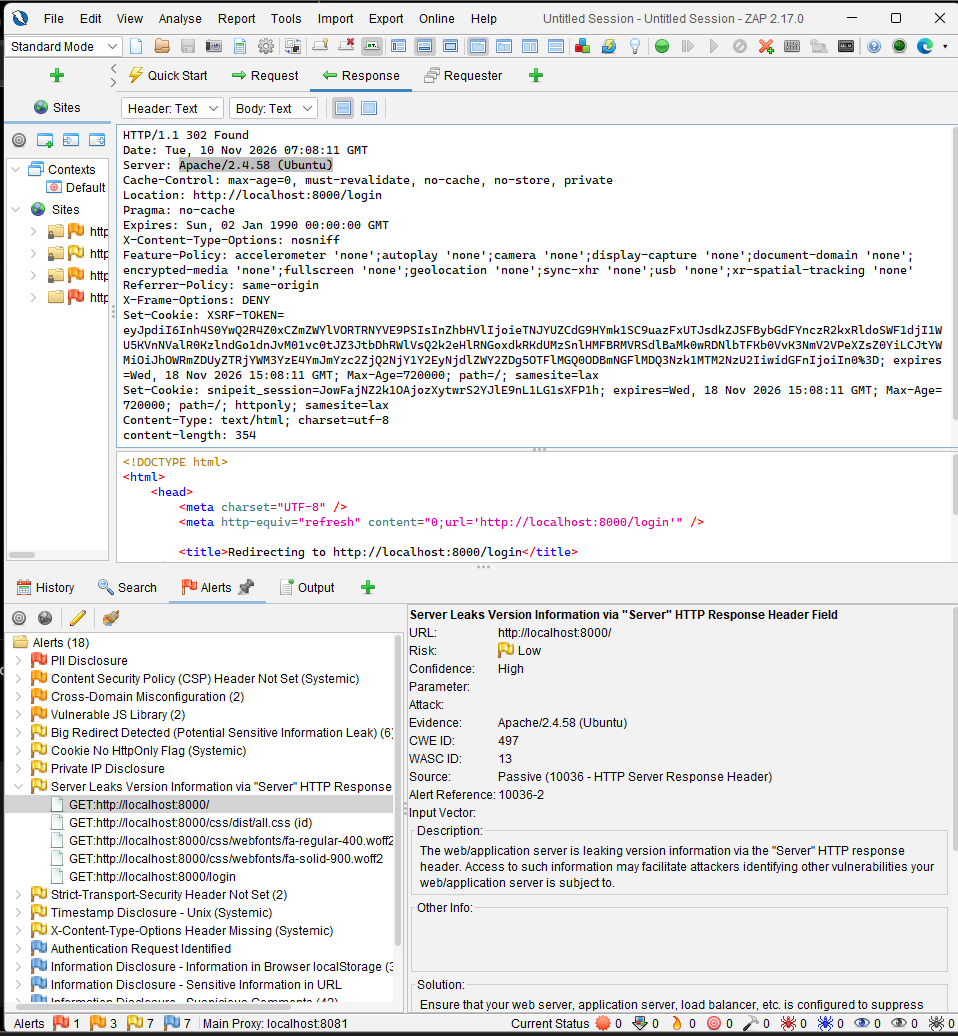 File Edit View Analyse Report Tools Import Export Online Help Untitled Session - Untitled Session - ZAP 2.17.0
Standard Mode
Quick Start Request Response Requester
Sites
Header: Text Body: Text
Contexts
Default
Sites
http
http
http
http
HTTP/1.1 302 Found
Date: Tue, 10 Nov 2026 07:08:11 GMT
Server: Apache/2.4.58 (Ubuntu)
Cache-Control: max-age=0, must-revalidate, no-cache, no-store, private
Location: http://localhost:8000/login
Pragma: no-cache
Expires: Sun, 02 Jan 1990 00:00:00 GMT
X-Content-Type-Options: nosniff
Feature-Policy: accelerometer 'none';autoplay 'none';camera 'none';display-capture 'none';document-domain 'none';
encrypted-media 'none';fullscreen 'none';geolocation 'none';sync-xhr 'none';usb 'none';xr-spatial-tracking 'none'
Referrer-Policy: same-origin
X-Frame-Options: DENY
Set-Cookie: XSRF-TOKEN=
eyJpdiI6Inh4S0YwQ2R4Z0xCZmZWYlVORTRNYVE9PSIsInZhbHVlIjoieTNJYUZCdG9HYmk1SC9uazFxUTJsdkZJSFBybGdFYnczR2kxRldoSWF1djI1W
U5KVnNValR0KzlndGo1dnJvM01vc0tJZ3JtbDhRWlVsQ2k2eHlRNGoxdkRKdUMzSnlHMFBRMVRSdlBaMk0wRDNlbTFKb0VvK3NmV2VPeXZsZ0YiLCJtYW
MiOiJhOWRmZDUyZTRjYWM3YzE4YmJmYzc2ZjQ2NjY1Y2EyNjdlZWY2ZDg5OTFlMGQ0ODBmNGFlMDQ3Nzk1MTM2NzU2IiwidGFnIjoiIn0%3D; expires
=Wed, 18 Nov 2026 15:08:11 GMT; Max-Age=720000; path=/; samesite=lax
Set-Cookie: snipeit_session=JowFajNZ2k1OAjozXytwrS2YJlE9nL1LG1sXFP1h; expires=Wed, 18 Nov 2026 15:08:11 GMT; Max-Age=
720000; path=/; httponly; samesite=lax
Content-Type: text/html; charset=utf-8
content-length: 354
<!DOCTYPE html>
<html>
<head>
<meta charset="UTF-8" />
<meta http-equiv="refresh" content="0;url='http://localhost:8000/login'" />
<title>Redirecting to http://localhost:8000/login</title>
History Search Alerts Output
Alerts (18)
PII Disclosure
Content Security Policy (CSP) Header Not Set (Systemic)
Cross-Domain Misconfiguration (2)
Vulnerable JS Library (2)
Big Redirect Detected (Potential Sensitive Information Leak) (6)
Cookie No HttpOnly Flag (Systemic)
Private IP Disclosure
Server Leaks Version Information via "Server" HTTP Response
GET:http://localhost:8000/
GET:http://localhost:8000/css/dist/all.css (id)
GET:http://localhost:8000/css/webfonts/fa-regular-400.woff2
GET:http://localhost:8000/css/webfonts/fa-solid-900.woff2
GET:http://localhost:8000/login
Strict-Transport-Security Header Not Set (2)
Timestamp Disclosure - Unix (Systemic)
X-Content-Type-Options Header Missing (Systemic)
Authentication Request Identified
Information Disclosure - Information in Browser localStorage (3
Information Disclosure - Sensitive Information in URL
Information Disclosure - Suspicious Comments (42)
Server Leaks Version Information via "Server" HTTP Response Header Field
URL: http://localhost:8000/
Risk: Low
Confidence: High
Parameter:
Attack:
Evidence: Apache/2.4.58 (Ubuntu)
CWE ID: 497
WASC ID: 13
Source: Passive (10036 - HTTP Server Response Header)
Alert Reference: 10036-2
Input Vector:
Description:
The web/application server is leaking version information via the "Server" HTTP response
header. Access to such information may facilitate attackers identifying other vulnerabilities your
web/application server is subject to.
Other Info:
Solution:
Ensure that your web server, application server, load balancer, etc. is configured to suppress
Alerts 1 3 7 7 Main Proxy: localhost:8081 Current Status 0 0 0 0 0 0 0 0 0 0